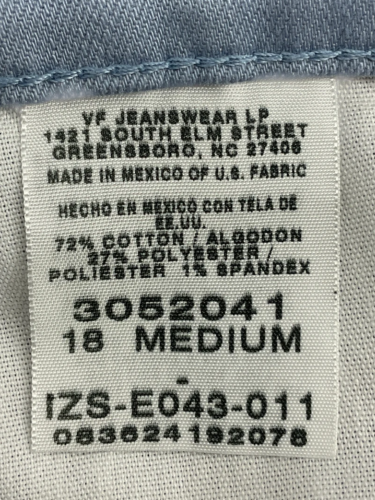 VF JEANSWEAR LP
1421 SOUTH ELM STREET
GREENSBORO, NC 27406
MADE IN MEXICO OF U.S. FABRIC
HECHO EN MEXICO CON TELA DE
EE.UU.
72% COTTON / ALGODON
27% POLYESTER /
POLIESTER 1% SPANDEX
3052041
18 MEDIUM
-
IZS-E043-011
083624192078